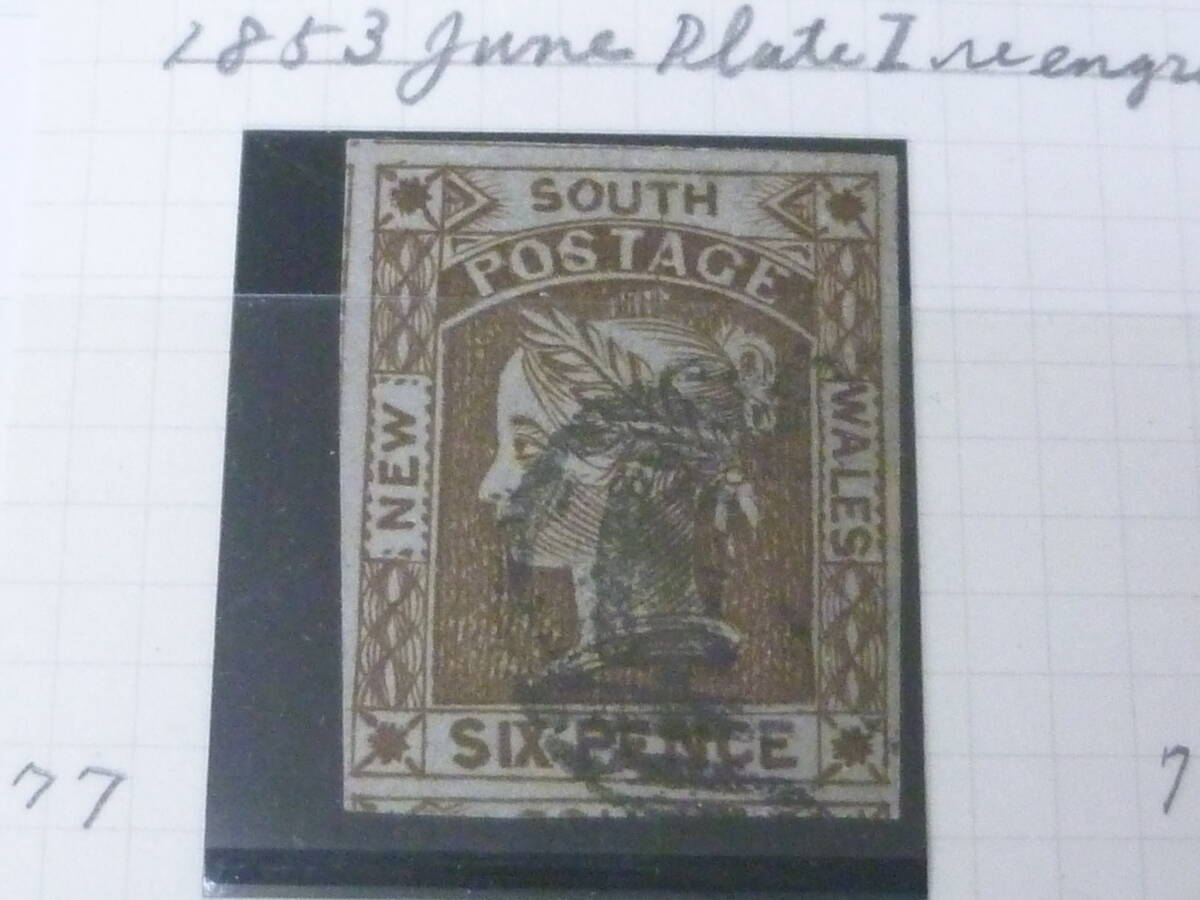 1853 June Plate I reengr
SOUTH
POSTAGE
NEW
WALES
SIX PENCE
77
7